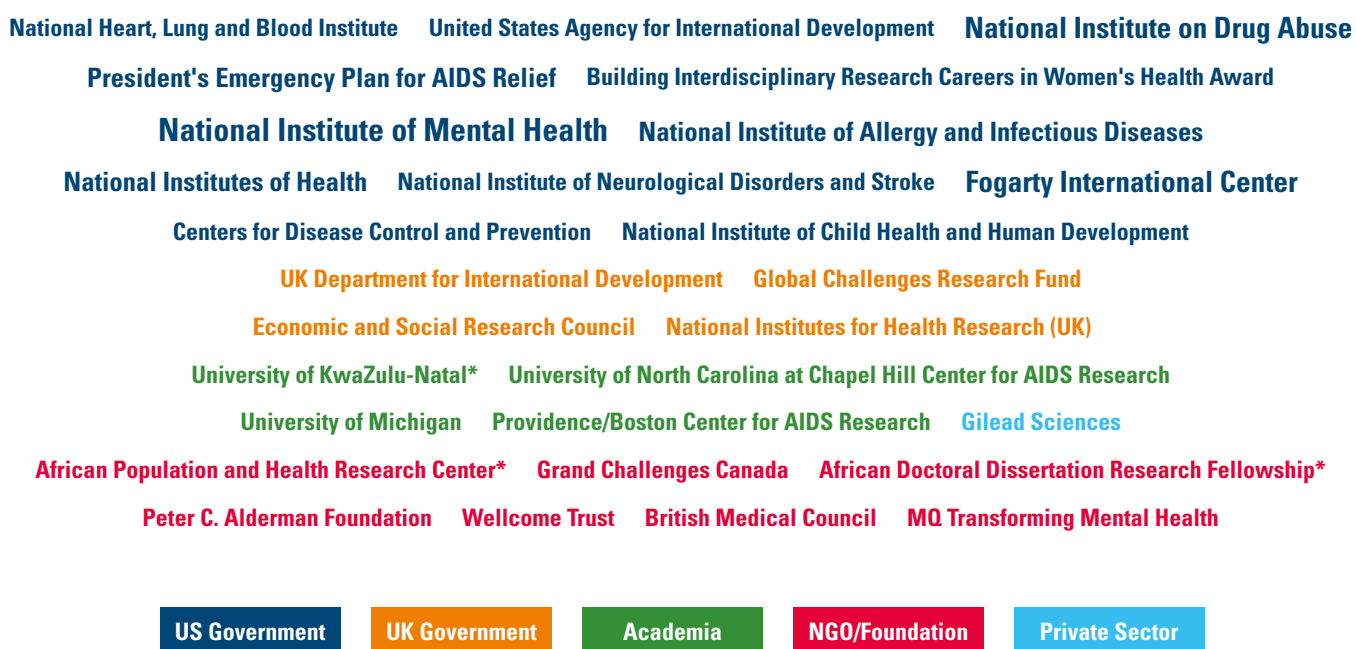 National Heart, Lung and Blood Institute United States Agency for International Development National Institute on Drug Abuse
President's Emergency Plan for AIDS Relief Building Interdisciplinary Research Careers in Women's Health Award
National Institute of Mental Health National Institute of Allergy and Infectious Diseases
National Institutes of Health National Institute of Neurological Disorders and Stroke Fogarty International Center
Centers for Disease Control and Prevention National Institute of Child Health and Human Development
UK Department for International Development Global Challenges Research Fund
Economic and Social Research Council National Institutes for Health Research (UK)
University of KwaZulu-Natal* University of North Carolina at Chapel Hill Center for AIDS Research
University of Michigan Providence/Boston Center for AIDS Research Gilead Sciences
African Population and Health Research Center* Grand Challenges Canada African Doctoral Dissertation Research Fellowship*
Peter C. Alderman Foundation Wellcome Trust British Medical Council MQ Transforming Mental Health
US Government UK Government Academia NGO/Foundation Private Sector